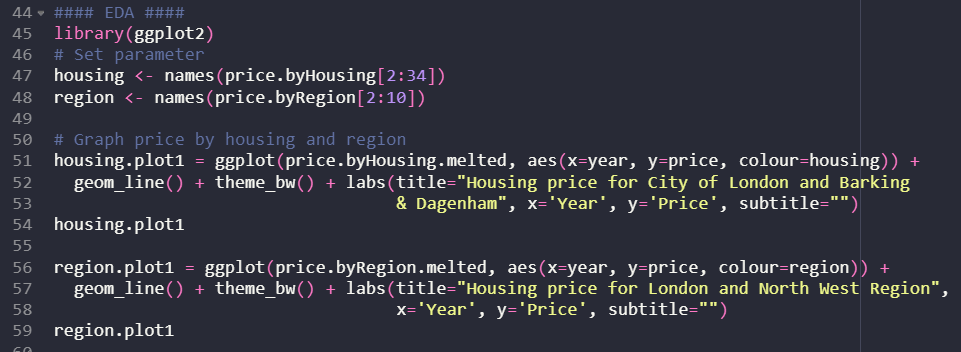 44 #### EDA ####
45 library(ggplot2)
46 # Set parameter
47 housing <- names(price.byHousing[2:34])
48 region <- names(price.byRegion[2:10])
49
50 # Graph price by housing and region
51 housing.plot1 = ggplot(price.byHousing.melted, aes(x=year, y=price, colour=housing)) +
52   geom_line() + theme_bw() + labs(title="Housing price for City of London and Barking
53                                   & Dagenham", x='Year', y='Price', subtitle="")
54 housing.plot1
55
56 region.plot1 = ggplot(price.byRegion.melted, aes(x=year, y=price, colour=region)) +
57   geom_line() + theme_bw() + labs(title="Housing price for London and North West Region",
58                                   x='Year', y='Price', subtitle="")
59 region.plot1